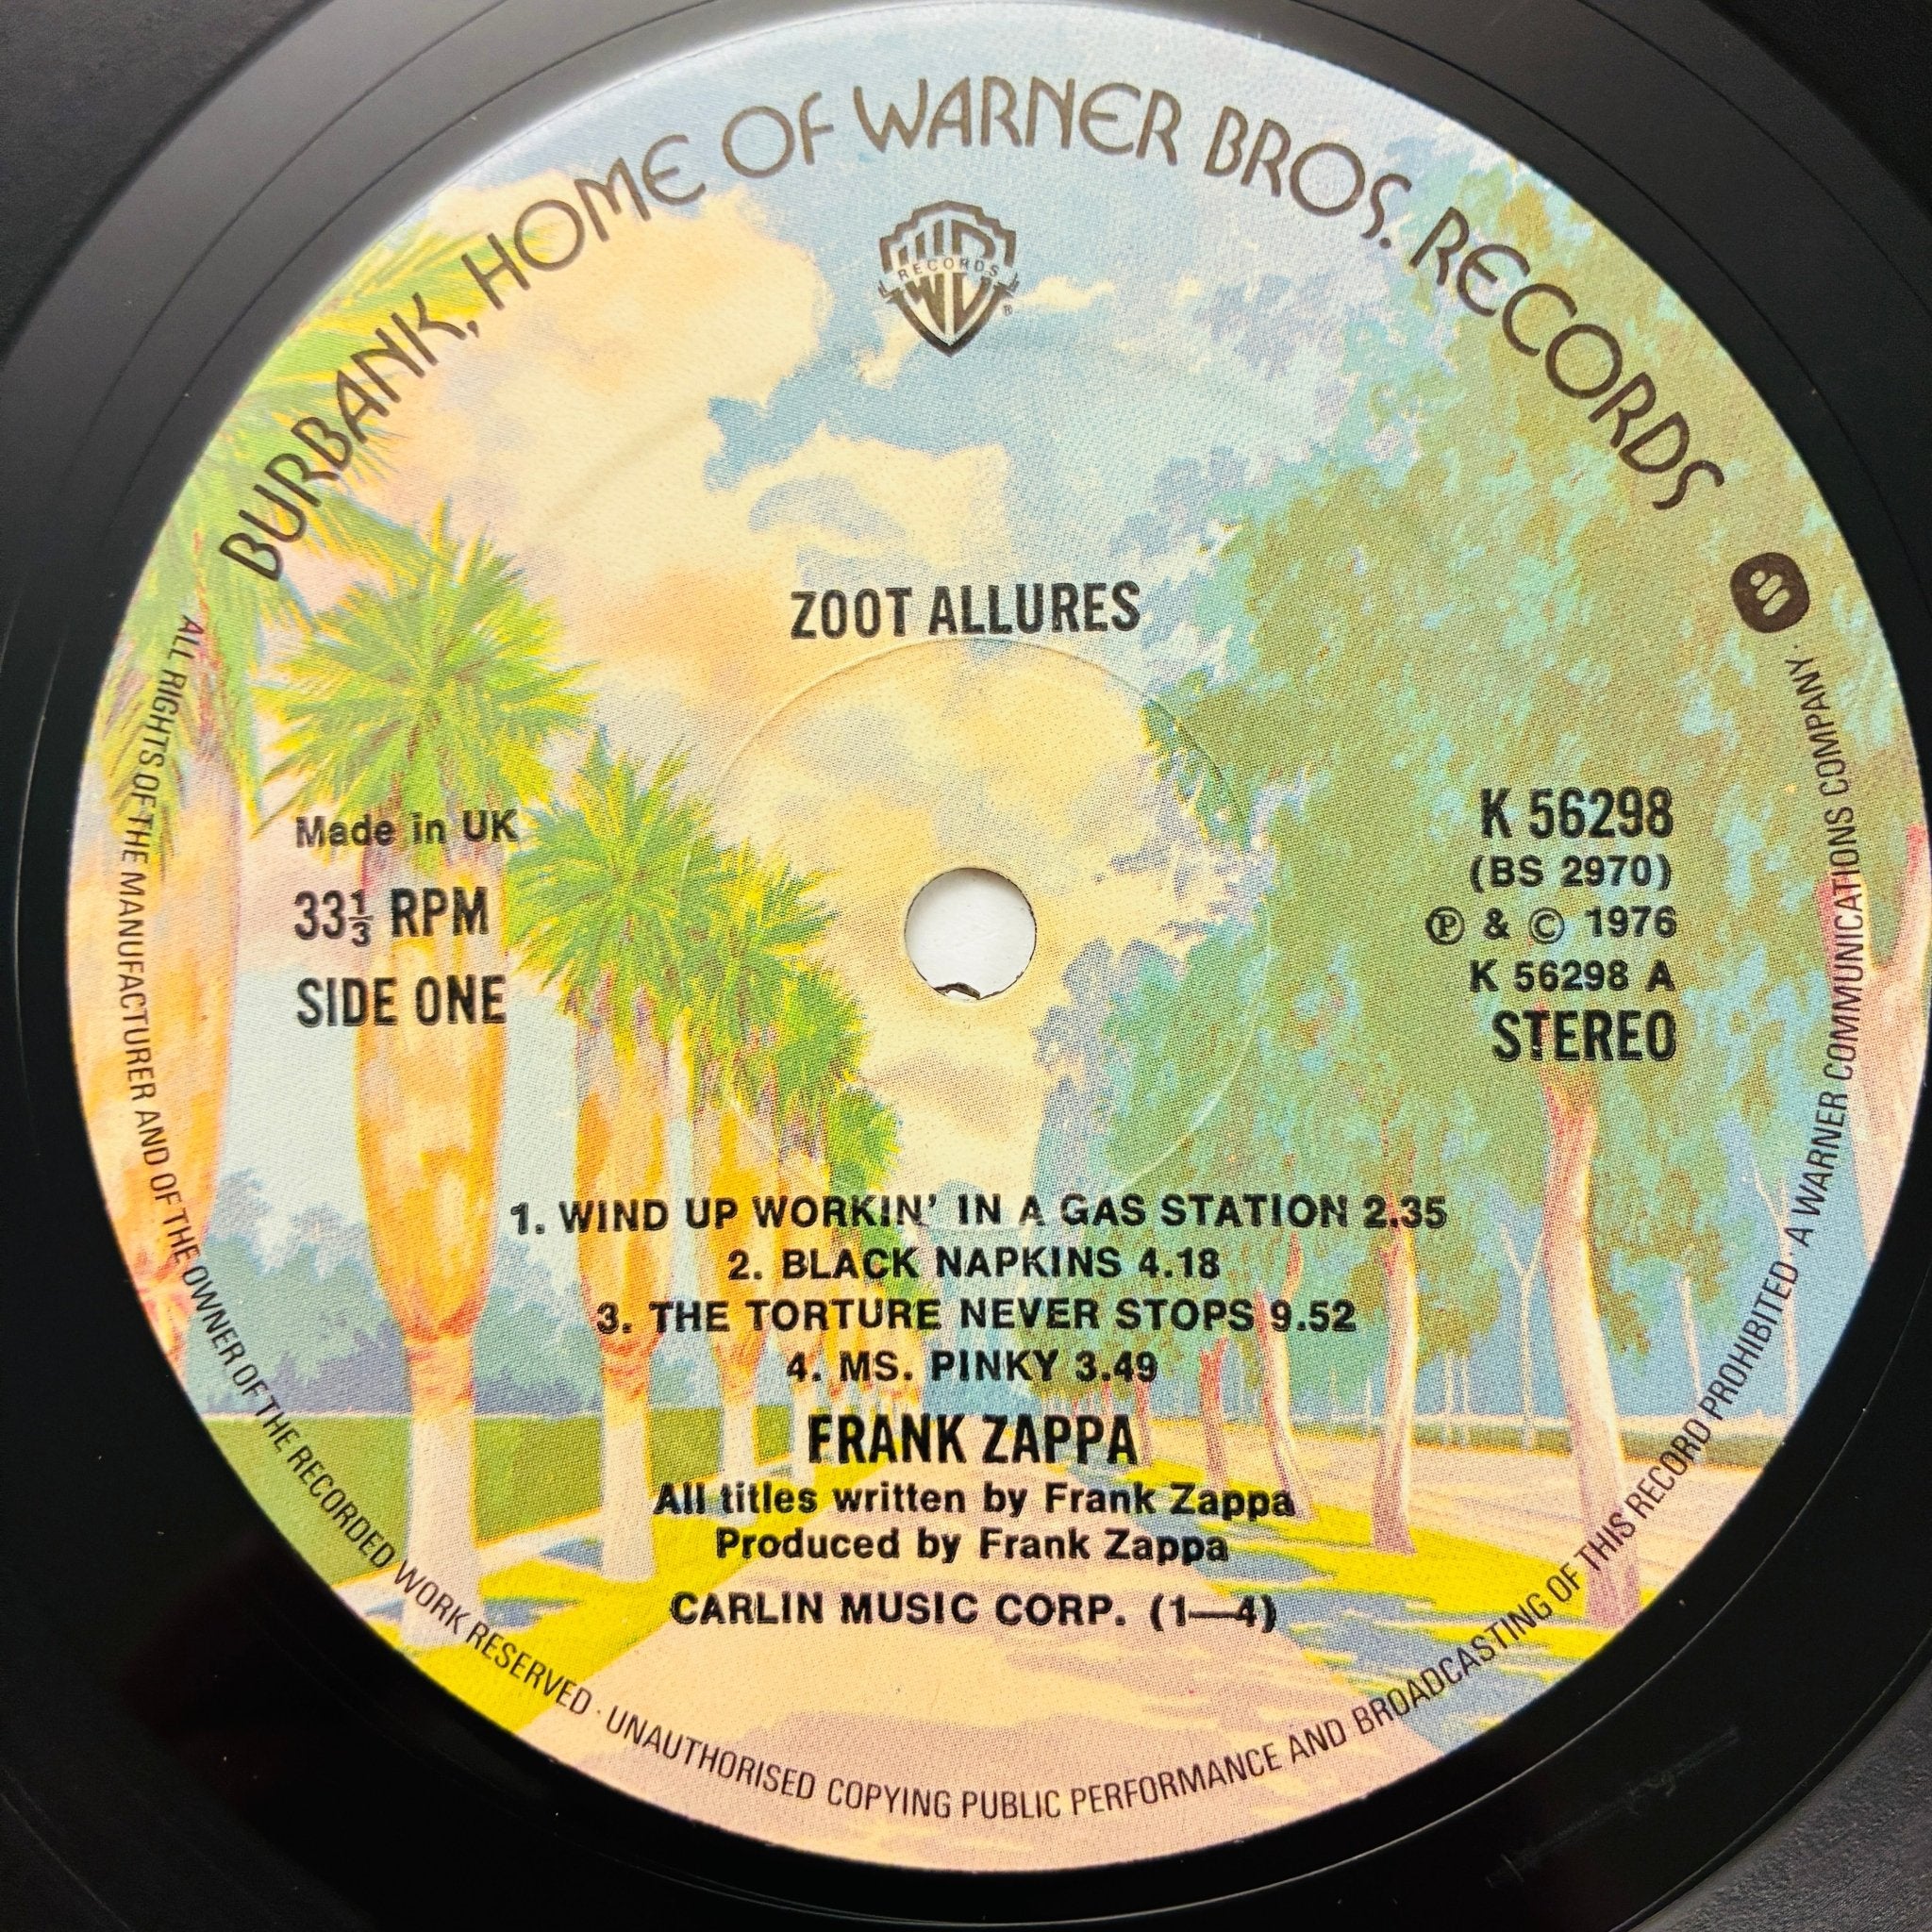 BURBANK, HOME OF WARNER BROS. RECORDS
RECORDS
®
ZOOT ALLURES
Made in UK
33⅓ RPM
SIDE ONE
K 56298
(BS 2970)
℗ & © 1976
K 56298 A
STEREO
1. WIND UP WORKIN' IN A GAS STATION 2.35
2. BLACK NAPKINS 4.18
3. THE TORTURE NEVER STOPS 9.52
4. MS. PINKY 3.49
FRANK ZAPPA
All titles written by Frank Zappa
Produced by Frank Zappa
CARLIN MUSIC CORP. (1—4)
ALL RIGHTS OF THE MANUFACTURER AND OF THE OWNER OF THE RECORDED WORK RESERVED · UNAUTHORISED COPYING PUBLIC PERFORMANCE AND BROADCASTING OF THIS RECORD PROHIBITED · A WARNER COMMUNICATIONS COMPANY ·